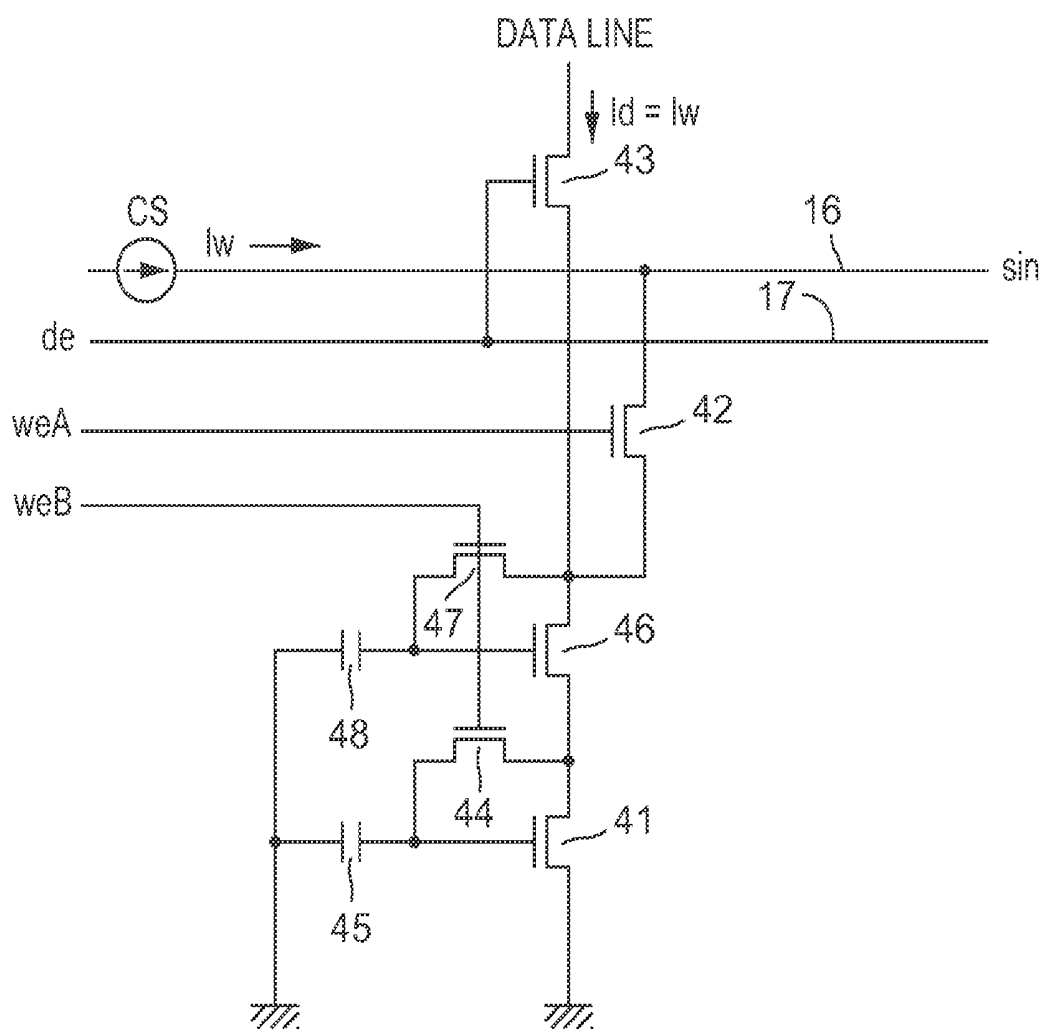 DATA LINE
Id = Iw
43
CS
Iw
16
sin
17
de
42
weA
weB
47
46
48
44
41
45